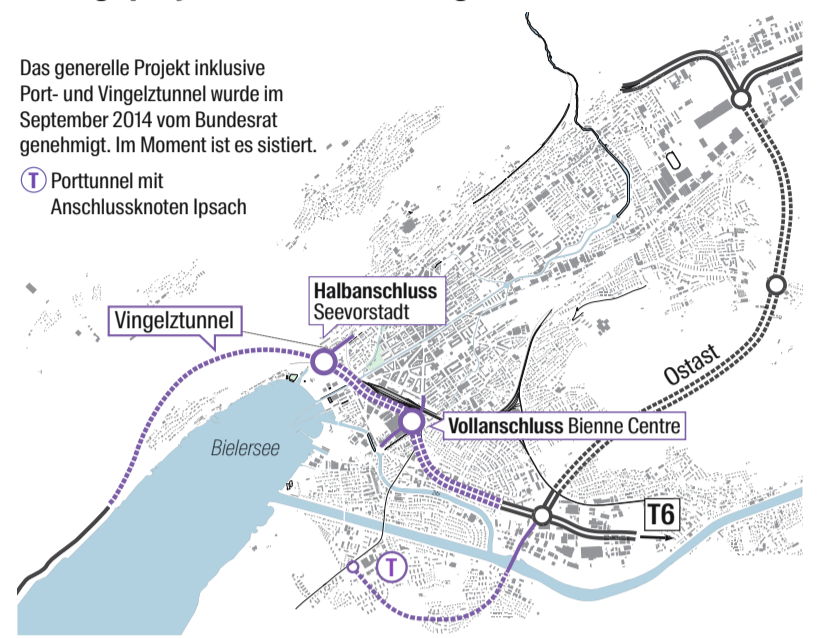 Das generelle Projekt inklusive
Port- und Vingelztunnel wurde im
September 2014 vom Bundesrat
genehmigt. Im Moment ist es sistiert.
T Porttunnel mit
Anschlussknoten Ipsach
Halbanschluss
Seevorstadt
Vingelztunnel
Ostast
Vollanschluss Bienne Centre
Bielersee
T6
T